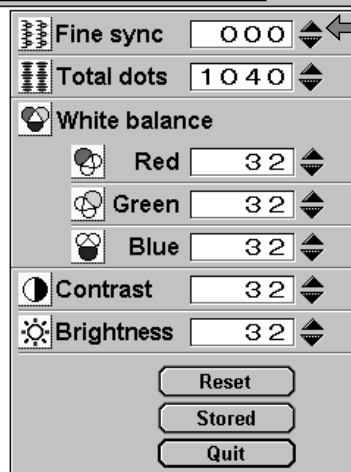 Fine sync 000
Total dots 1040
White balance
Red 32
Green 32
Blue 32
Contrast 32
Brightness 32
Reset
Stored
Quit